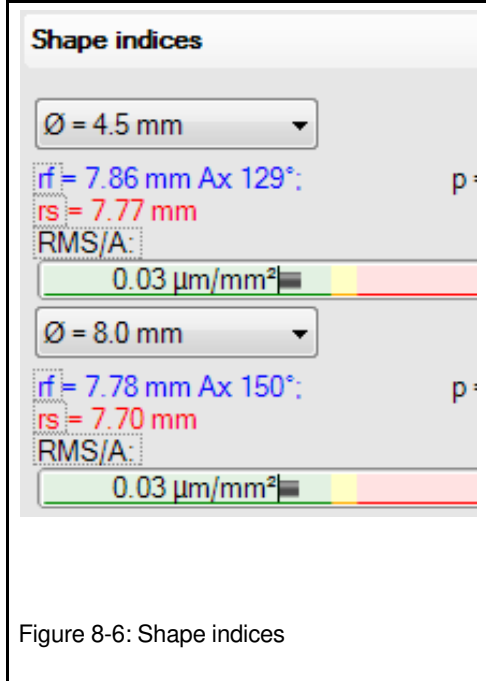 Shape indices
Ø = 4.5 mm
rf = 7.86 mm Ax 129°; p =
rs = 7.77 mm
RMS/A:
0.03 µm/mm²
Ø = 8.0 mm
rf = 7.78 mm Ax 150°; p =
rs = 7.70 mm
RMS/A:
0.03 µm/mm²
Figure 8-6: Shape indices